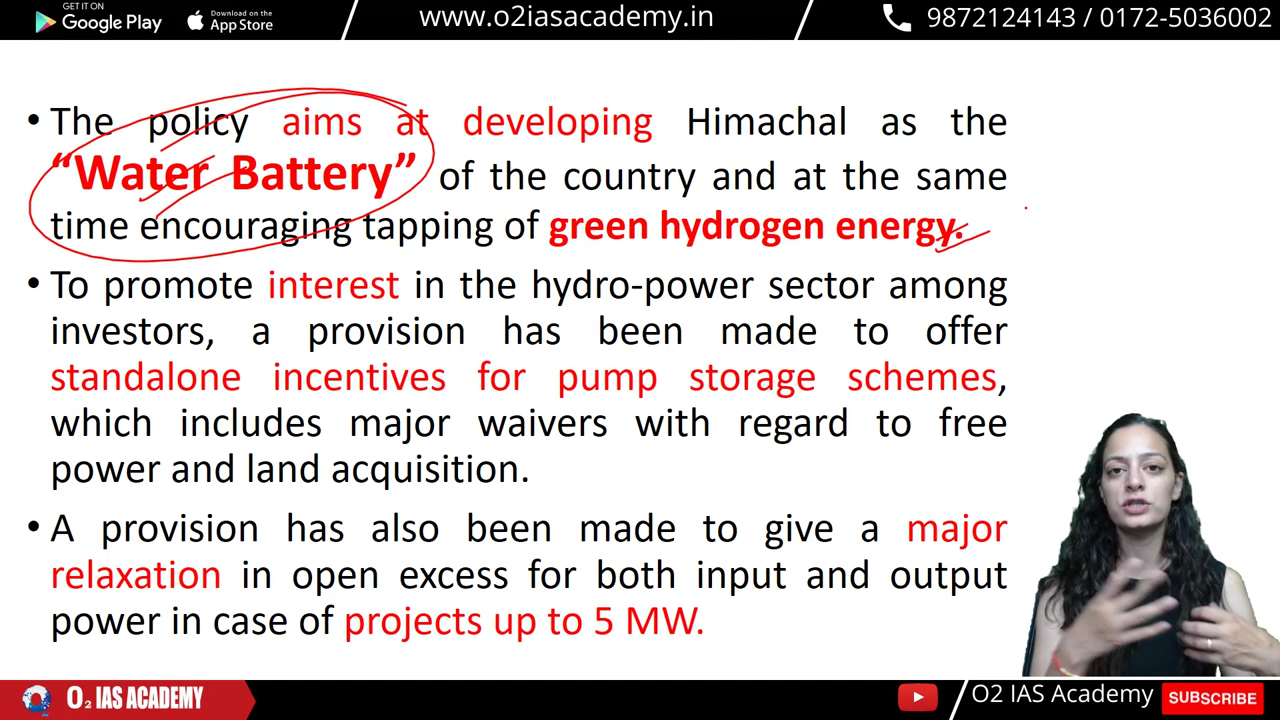 GET IT ON
Google Play
Download on the
App Store
www.o2iasacademy.in
9872124143 / 0172-5036002
• The policy aims at developing Himachal as the
“Water Battery” of the country and at the same
time encouraging tapping of green hydrogen energy.
• To promote interest in the hydro-power sector among
investors, a provision has been made to offer
standalone incentives for pump storage schemes,
which includes major waivers with regard to free
power and land acquisition.
• A provision has also been made to give a major
relaxation in open excess for both input and output
power in case of projects up to 5 MW.
O2 IAS ACADEMY
O2 IAS Academy
SUBSCRIBE